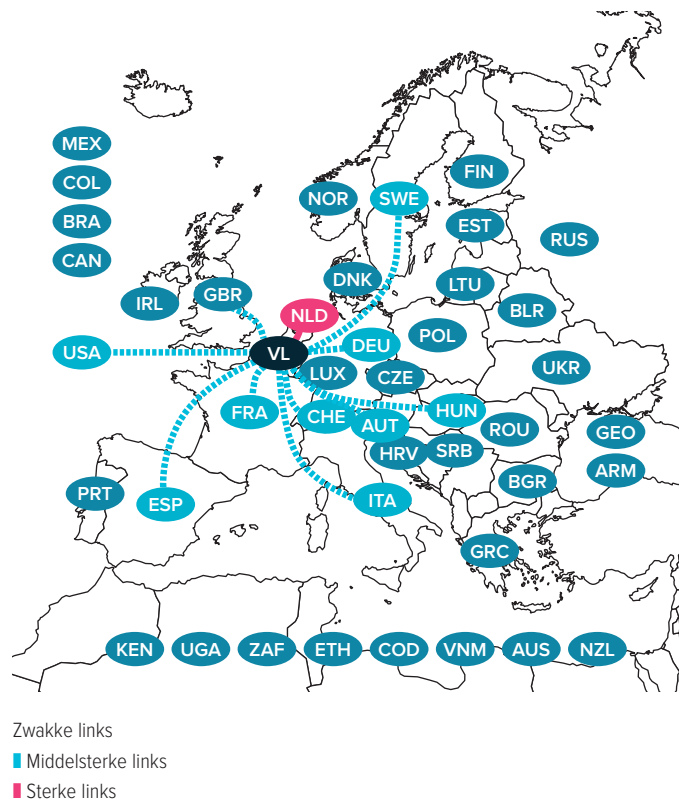 MEX
COL
BRA
CAN
FIN
NOR
SWE
EST
RUS
DNK
LTU
IRL
GBR
BLR
NLD
POL
USA
VL
DEU
LUX
CZE
UKR
FRA
CHE
AUT
HUN
ROU
GEO
HRV
SRB
ARM
PRT
ESP
ITA
BGR
GRC
KEN UGA ZAF ETH COD VNM AUS NZL
Zwakke links
Middelsterke links
Sterke links